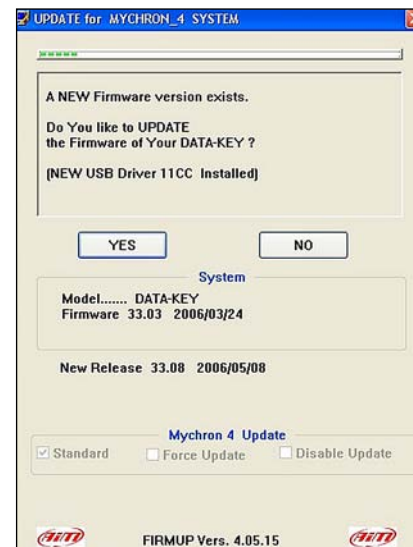 UPDATE for MYCHRON_4 SYSTEM
A NEW Firmware version exists.
Do You like to UPDATE
the Firmware of Your DATA-KEY ?
(NEW USB Driver 11CC Installed)
YES NO
System
Model....... DATA-KEY
Firmware 33.03 2006/03/24
New Release 33.08 2006/05/08
Mychron 4 Update
Standard Force Update Disable Update
AiM FIRMUP Vers. 4.05.15 AiM